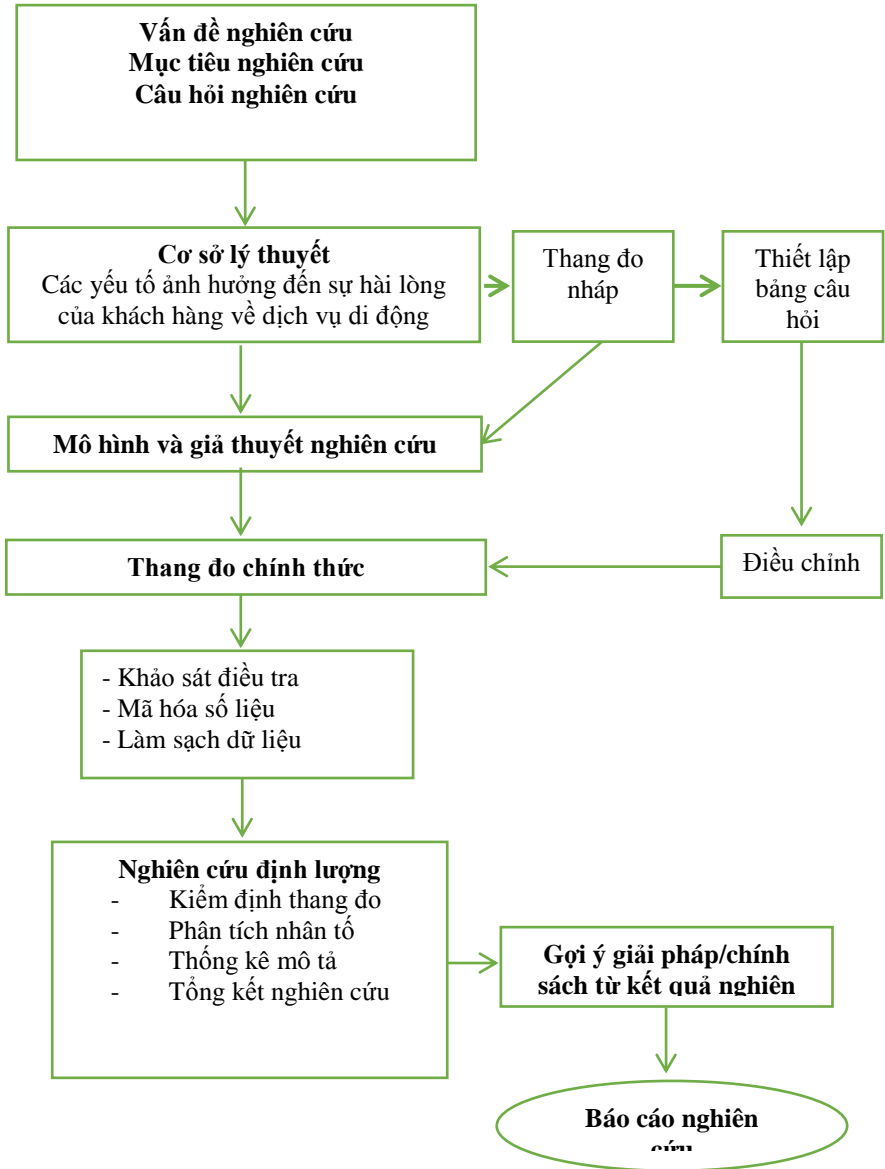 Vấn đề nghiên cứu
Mục tiêu nghiên cứu
Câu hỏi nghiên cứu
Cơ sở lý thuyết
Các yếu tố ảnh hưởng đến sự hài lòng
của khách hàng về dịch vụ di động
Thang đo
nháp
Thiết lập
bảng câu
hỏi
Mô hình và giả thuyết nghiên cứu
Thang đo chính thức
Điều chỉnh
- Khảo sát điều tra
- Mã hóa số liệu
- Làm sạch dữ liệu
Nghiên cứu định lượng
- Kiểm định thang đo
- Phân tích nhân tố
- Thống kê mô tả
- Tổng kết nghiên cứu
Gợi ý giải pháp/chính
sách từ kết quả nghiên
Báo cáo nghiên
cứu